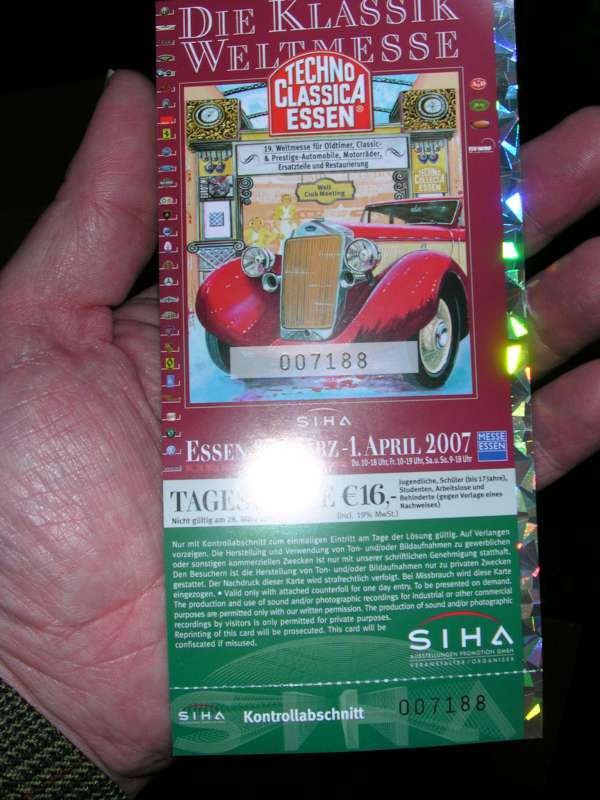 DIE KLASSIK
WELTMESSE
TECHNO
CLASSICA
ESSEN®
19. Weltmesse für Oldtimer, Classic-
& Prestige-Automobile, Motorräder,
Ersatzteile und Restaurierung
Welt
Club Meeting
TECHNO
COLLECTA
ESSEN
007188
SIHA
ESSEN -1. APRIL 2007
Do. 10-18 Uhr, Fr. 10-19 Uhr, Sa. u. So. 9-18 Uhr
MESSE
ESSEN
€16,-
(incl. 19% MwSt.)
Jugendliche, Schüler (bis 17 Jahre),
Studenten, Arbeitslose und
Behinderte (gegen Vorlage eines
Nachweises)
Nicht gültig am 28.
Nur mit Kontrollabschnitt zum einmaligen Eintritt am Tage der Lösung gültig. Auf Verlangen
vorzeigen. Die Herstellung und Verwendung von Ton- und/oder Bildaufnahmen zu gewerblichen
oder sonstigen kommerziellen Zwecken ist nur mit unserer schriftlichen Genehmigung statthaft.
Den Besuchern ist die Herstellung von Ton- und/oder Bildaufnahmen nur zu privaten Zwecken
gestattet. Der Nachdruck dieser Karte wird strafrechtlich verfolgt. Bei Missbrauch wird diese Karte
eingezogen. • Valid only with attached counterfoil for one day entry. To be presented on demand.
The production and use of sound and/or photographic recordings for industrial or other commercial
purposes are permitted only with our written permission. The production of sound and/or photographic
recordings by visitors is only permitted for private purposes.
Reprinting of this card will be prosecuted. This card will be
confiscated if misused.
SIHA
AUSSTELLUNGEN PROMOTION GMBH
VERANSTALTER / ORGANISER
SIHA Kontrollabschnitt 007188